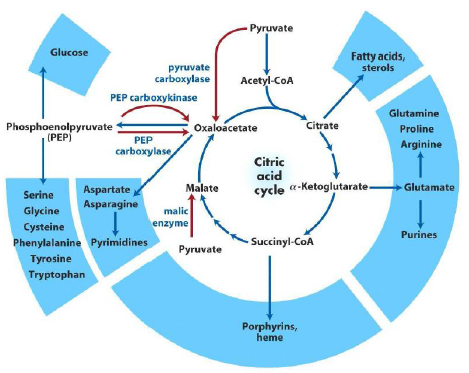 Pyruvate
Glucose
pyruvate
carboxylase
Fatty acids,
sterols
Acetyl-CoA
PEP carboxykinase
Phosphoenolpyruvate
(PEP)
PEP
carboxylase
Oxaloacetate
Citrate
Glutamine
Proline
Arginine
Citric
acid
cycle
Aspartate
Asparagine
Malate
α-Ketoglutarate
Glutamate
Serine
Glycine
Cysteine
Phenylalanine
Tyrosine
Tryptophan
malic
enzyme
Pyrimidines
Pyruvate
Succinyl-CoA
Purines
Porphyrins,
heme